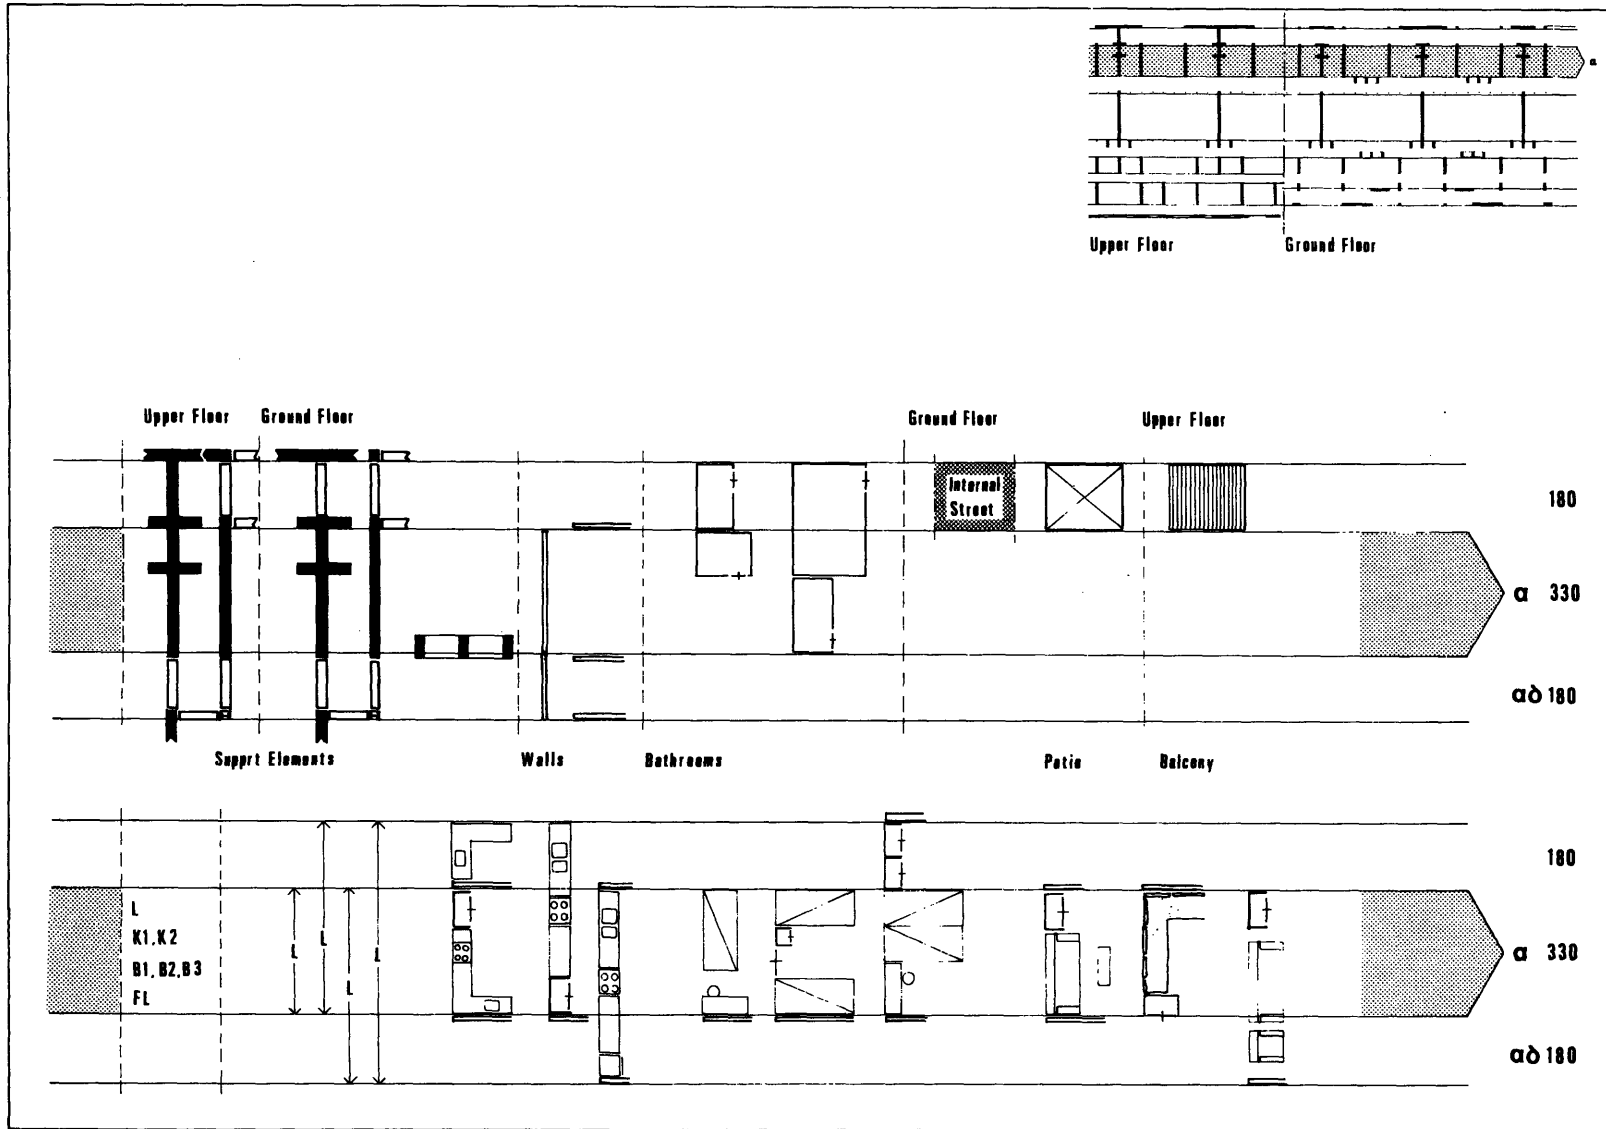 α
Upper Floor Ground Floor
Upper Floor Ground Floor Ground Floor Upper Floor
Internal
Street
180
α 330
αδ 180
Supprt Elements Walls Bathrooms Patio Balcony
180
L
K1, K2
B1, B2, B3
FL
L
L
L
L
α 330
αδ 180